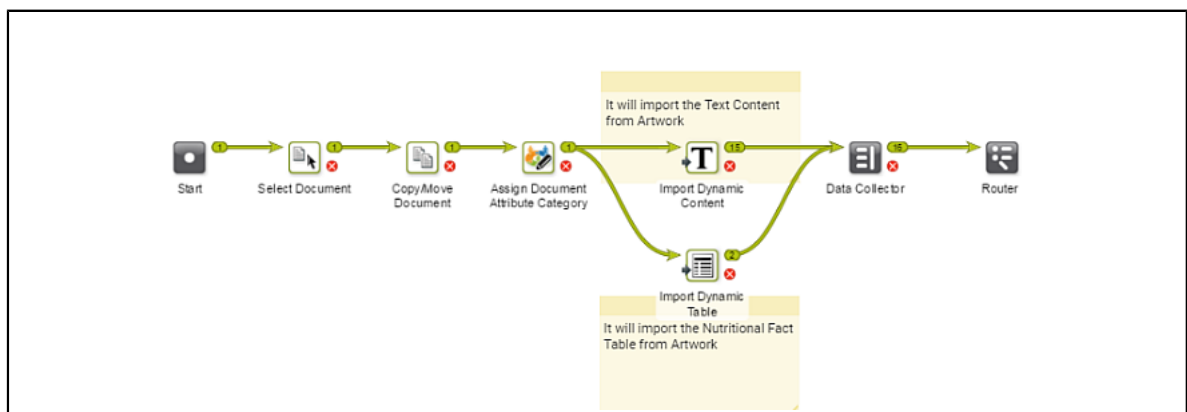 It will import the Text Content
from Artwork
1
1
1
1
15
16
Start
Select Document
Copy/Move
Document
Assign Document
Attribute Category
Import Dynamic
Content
Data Collector
Router
2
Import Dynamic
Table
It will import the Nutritional Fact
Table from Artwork